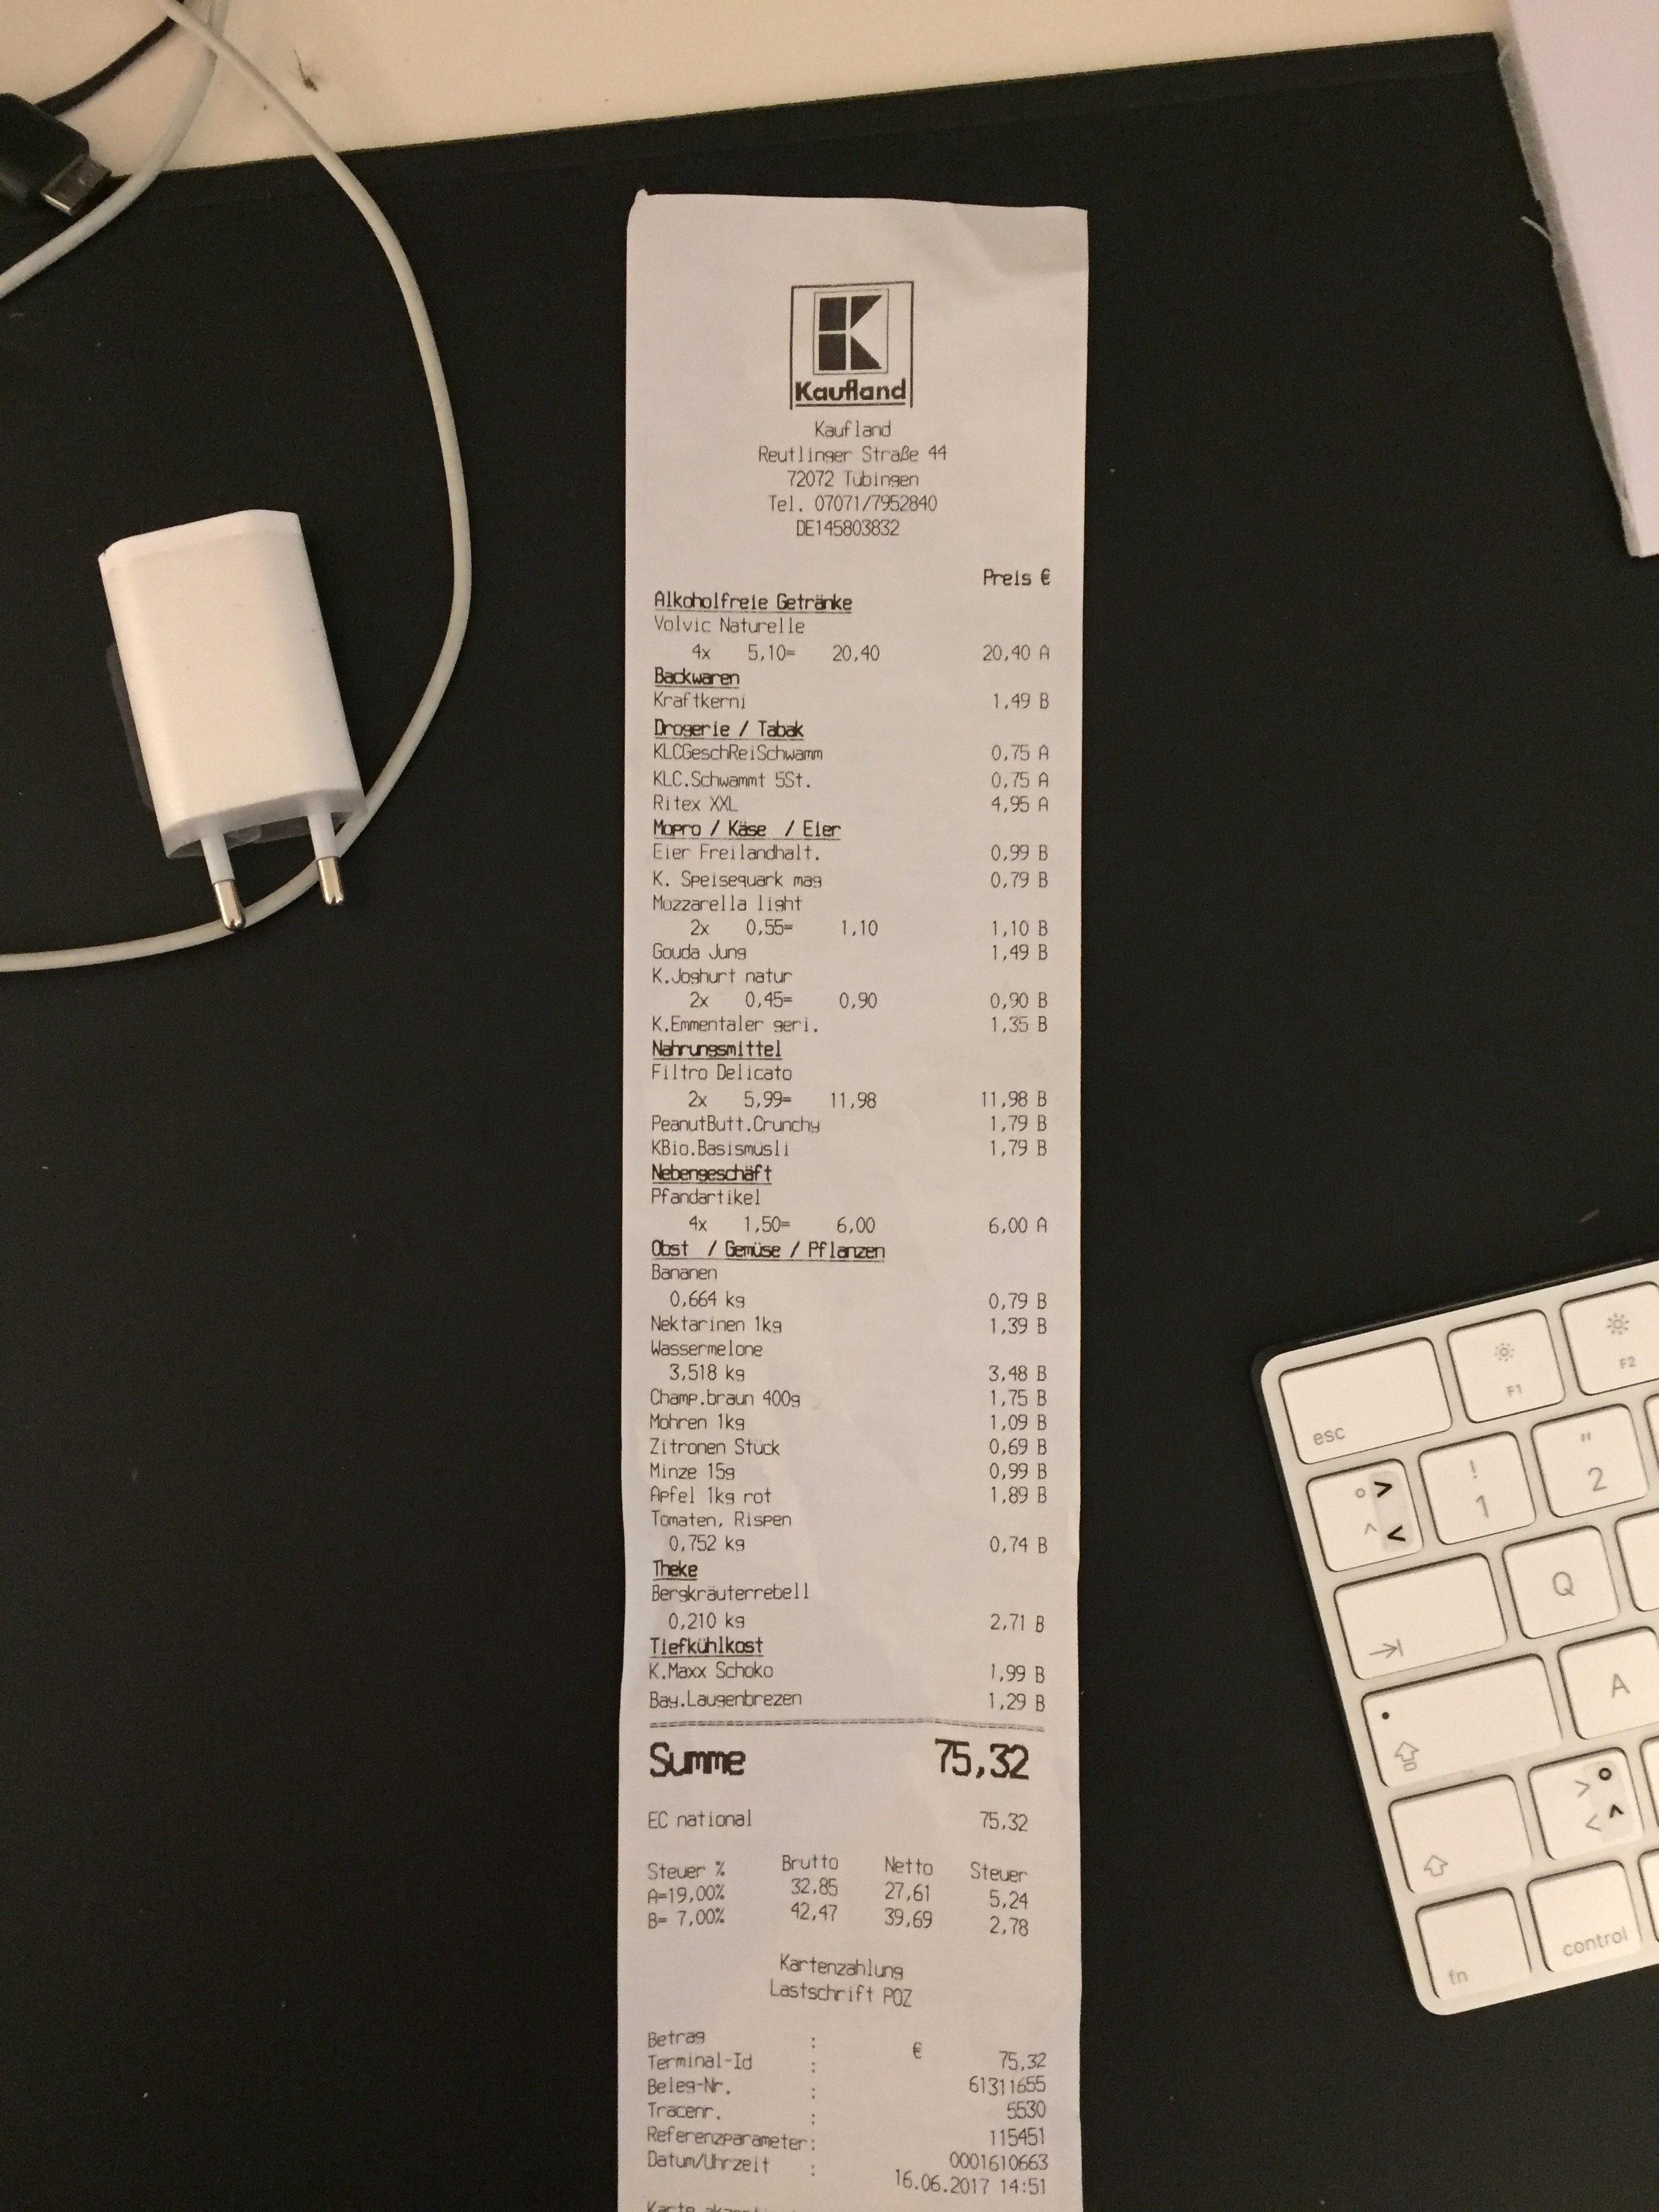 Kaufland
Kaufland
Reutlinger Straße 44
72072 Tübingen
Tel. 07071/7952840
DE145803832
Preis €
Alkoholfreie Getränke
Volvic Naturelle
4x 5,10= 20,40 20,40 A
Backwaren
Kraftkerni 1,49 B
Drogerie / Tabak
KLCGeschReiSchwamm 0,75 A
KLC.Schwammt 5St. 0,75 A
Ritex XXL 4,95 A
Mopro / Käse / Eier
Eier Freilandhalt. 0,99 B
K. Speisequark mag 0,79 B
Mozzarella light
2x 0,55= 1,10 1,10 B
Gouda Jung 1,49 B
K.Joghurt natur
2x 0,45= 0,90 0,90 B
K.Emmentaler geri. 1,35 B
Nahrungsmittel
Filtro Delicato
2x 5,99= 11,98 11,98 B
PeanutButt.Crunchy 1,79 B
KBio.Basismüsli 1,79 B
Nebengeschäft
Pfandartikel
4x 1,50= 6,00 6,00 A
Obst / Gemüse / Pflanzen
Bananen
0,664 kg 0,79 B
Nektarinen 1kg 1,39 B
Wassermelone
3,518 kg 3,48 B
Champ.braun 400g 1,75 B
Möhren 1kg 1,09 B
Zitronen Stück 0,69 B
Minze 15g 0,99 B
Apfel 1kg rot 1,89 B
Tomaten, Rispen
0,752 kg 0,74 B
Theke
Bergkräuterrebell
0,210 kg 2,71 B
Tiefkühlkost
K.Maxx Schoko 1,99 B
Bay.Laugenbrezen 1,29 B
Summe 75,32
EC national 75,32
Steuer % Brutto Netto Steuer
A=19,00% 32,85 27,61 5,24
B= 7,00% 42,47 39,69 2,78
Kartenzahlung
Lastschrift POZ
Betrag : € 75,32
Terminal-Id : 61311655
Beleg-Nr. : 5530
Tracenr. : 115451
Referenzparameter: 0001610663
Datum/Uhrzeit : 16.06.2017 14:51
Karte
esc F1 F2
° > ^ < ! 1 " 2
Q
A
> ° < ^
fn control